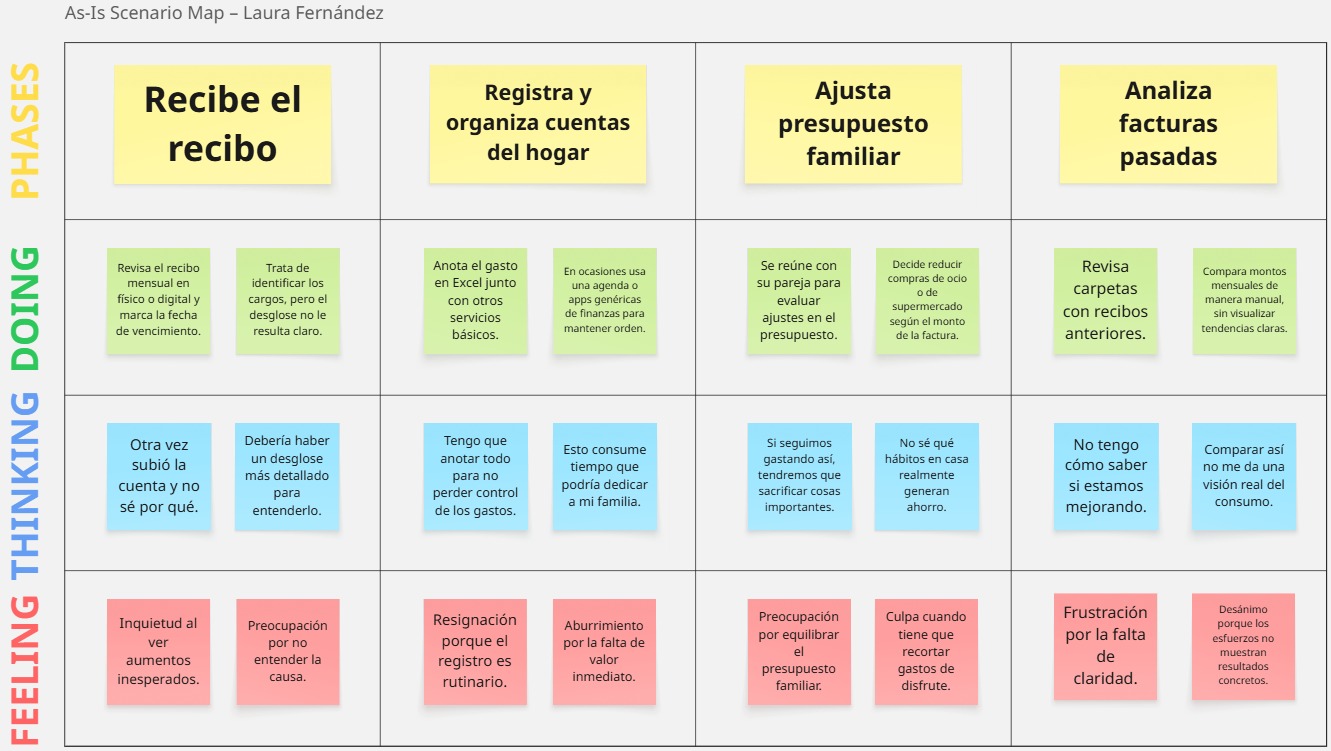 As-Is Scenario Map – Laura Fernández
PHASES
Recibe el
recibo
Registra y
organiza cuentas
del hogar
Ajusta
presupuesto
familiar
Analiza
facturas
pasadas
DOING
Revisa el recibo
mensual en
físico o digital y
marca la fecha
de vencimiento.
Trata de
identificar los
cargos, pero el
desglose no le
resulta claro.
Anota el gasto
en Excel junto
con otros
servicios
básicos.
En ocasiones usa
una agenda o
apps genéricas
de finanzas para
mantener orden.
Se reúne con
su pareja para
evaluar
ajustes en el
presupuesto.
Decide reducir
compras de ocio
o de
supermercado
según el monto
de la factura.
Revisa
carpetas
con recibos
anteriores.
Compara montos
mensuales de
manera manual,
sin visualizar
tendencias claras.
THINKING
Otra vez
subió la
cuenta y no
sé por qué.
Debería haber
un desglose
más detallado
para
entenderlo.
Tengo que
anotar todo
para no
perder control
de los gastos.
Esto consume
tiempo que
podría dedicar
a mi familia.
Si seguimos
gastando así,
tendremos que
sacrificar cosas
importantes.
No sé qué
hábitos en casa
realmente
generan
ahorro.
No tengo
cómo saber
si estamos
mejorando.
Comparar así
no me da una
visión real del
consumo.
FEELING
Inquietud al
ver
aumentos
inesperados.
Preocupación
por no
entender la
causa.
Resignación
porque el
registro es
rutinario.
Aburrimiento
por la falta de
valor
inmediato.
Preocupación
por equilibrar
el
presupuesto
familiar.
Culpa cuando
tiene que
recortar
gastos de
disfrute.
Frustración
por la falta
de
claridad.
Desánimo
porque los
esfuerzos no
muestran
resultados
concretos.